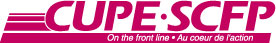 CUPE•SCFP
On the front line • Au coeur de l'action